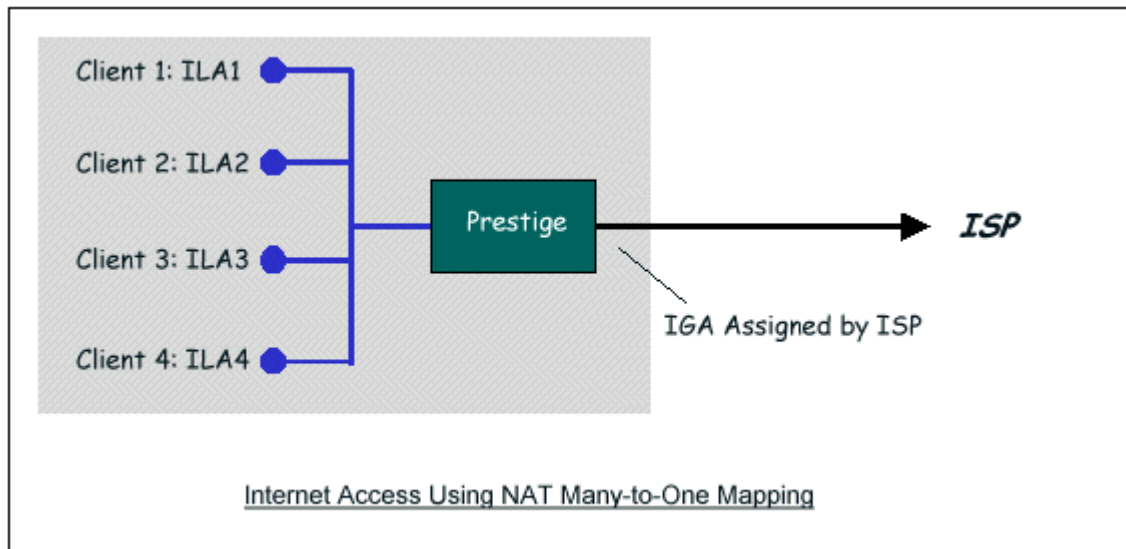 Client 1: ILA1
Client 2: ILA2
Prestige
ISP
Client 3: ILA3
IGA Assigned by ISP
Client 4: ILA4
Internet Access Using NAT Many-to-One Mapping